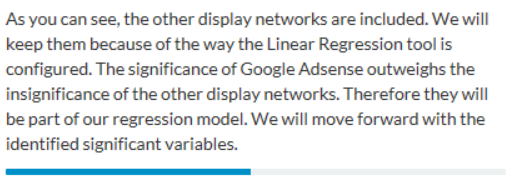 As you can see, the other display networks are included. We will
keep them because of the way the Linear Regression tool is
configured. The significance of Google Adsense outweighs the
insignificance of the other display networks. Therefore they will
be part of our regression model. We will move forward with the
identified significant variables.